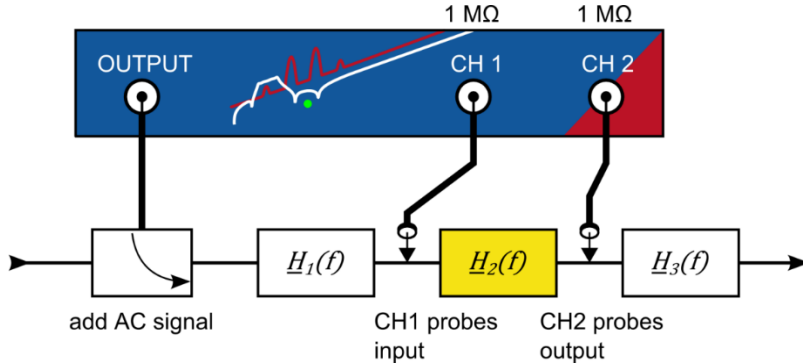 1 MΩ 1 MΩ
OUTPUT CH 1 CH 2
H1(f) H2(f) H3(f)
add AC signal CH1 probes CH2 probes
input output